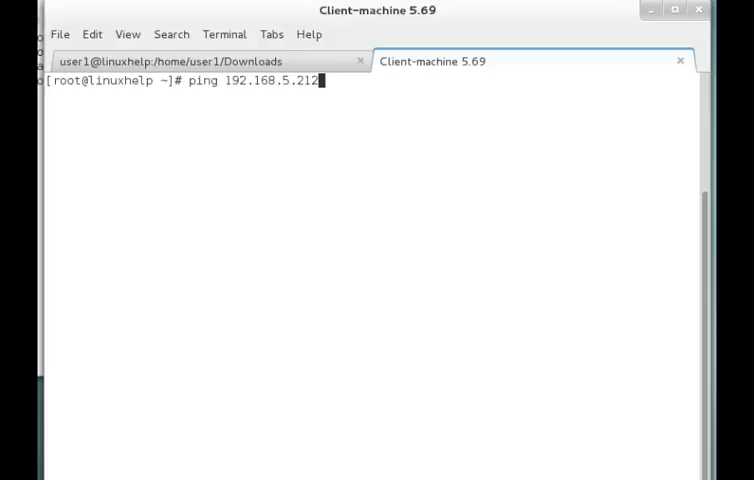 Client-machine 5.69
File Edit View Search Terminal Tabs Help
user1@linuxhelp:/home/user1/Downloads Client-machine 5.69
[root@linuxhelp ~]# ping 192.168.5.212